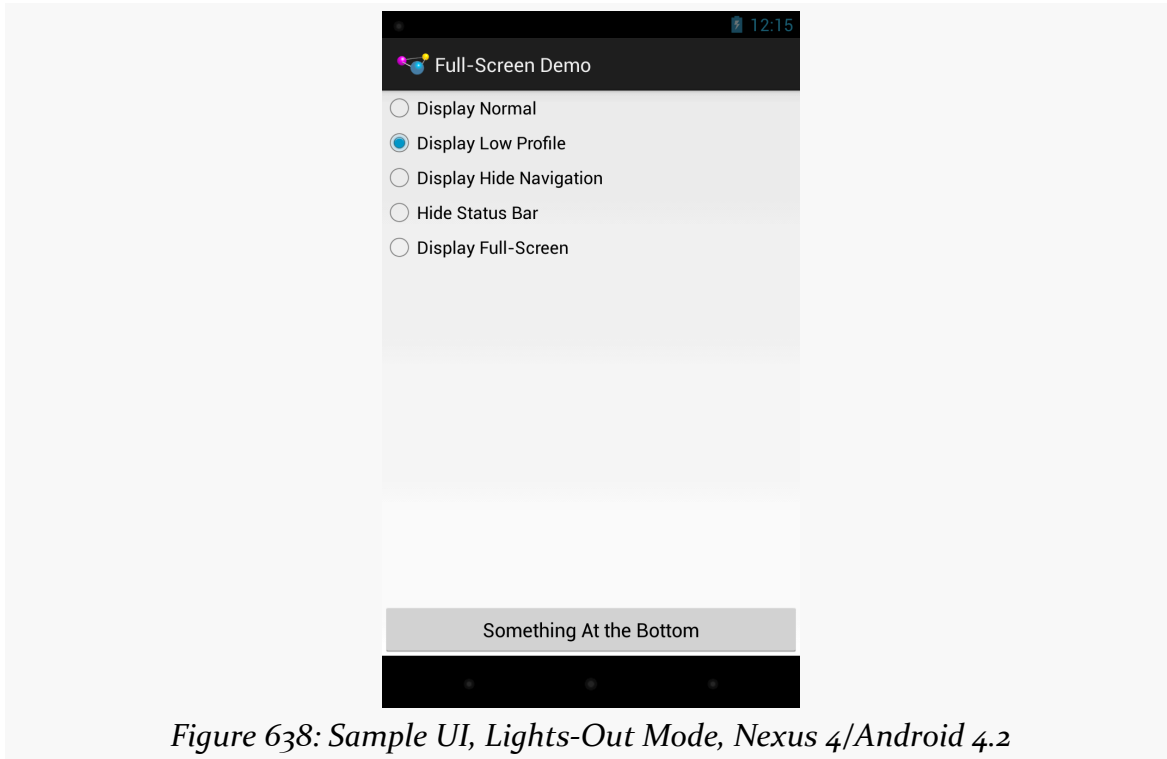 12:15
Full-Screen Demo
Display Normal
Display Low Profile
Display Hide Navigation
Hide Status Bar
Display Full-Screen
Something At the Bottom
Figure 638: Sample UI, Lights-Out Mode, Nexus 4/Android 4.2